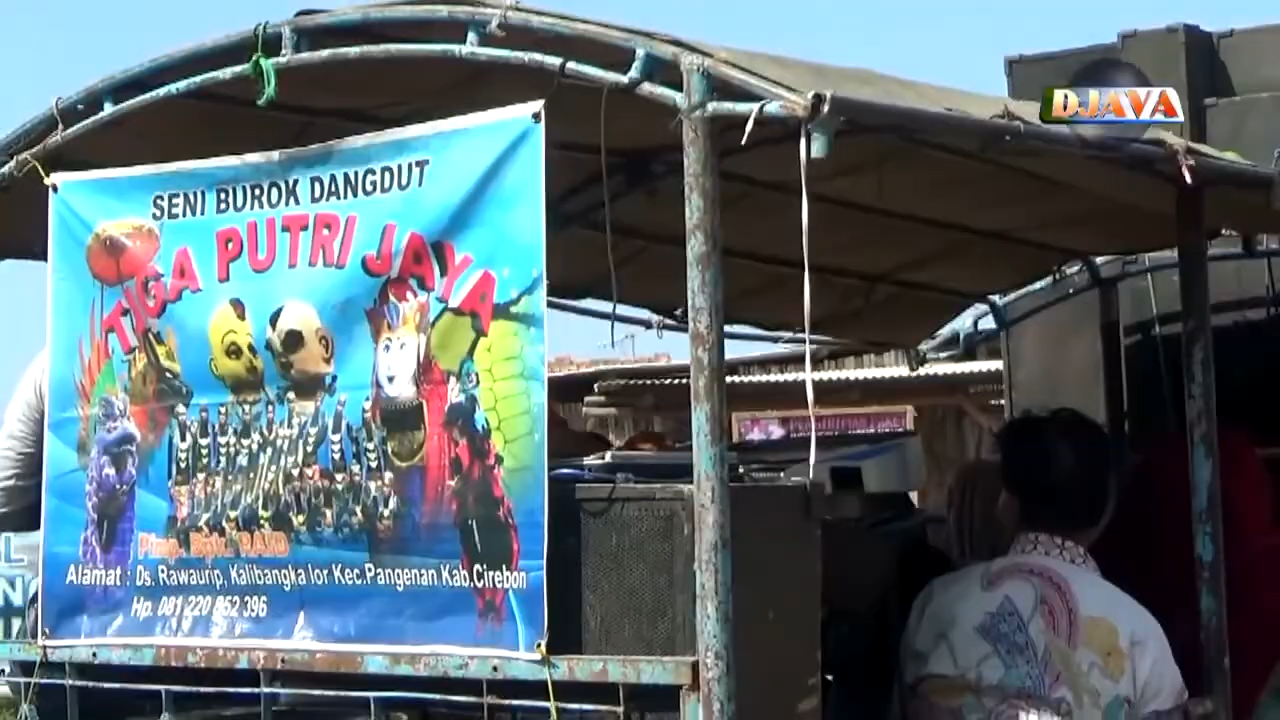 DJAVA
SENI BUROK DANGDUT
TIGA PUTRI JAYA
Pimp. Bpk. RAID
Alamat : Ds. Rawaurip, Kalibangka lor Kec.Pangenan Kab.Cirebon
Hp. 081 220 852 396